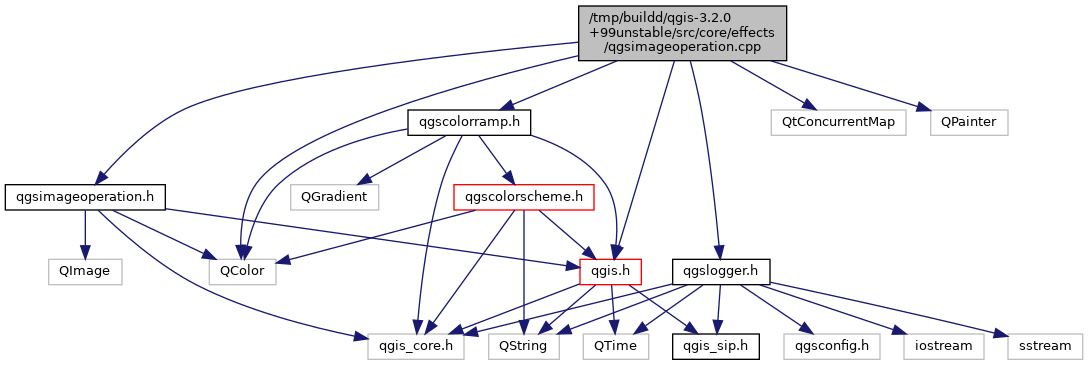 /tmp/buildd/qgis-3.2.0
+99unstable/src/core/effects
/qgsimageoperation.cpp
qgscolorramp.h
QtConcurrentMap
QPainter
qgsimageoperation.h
QGradient
qgscolorscheme.h
QImage
QColor
qgis.h
qgslogger.h
qgis_core.h
QString
QTime
qgis_sip.h
qgsconfig.h
iostream
sstream